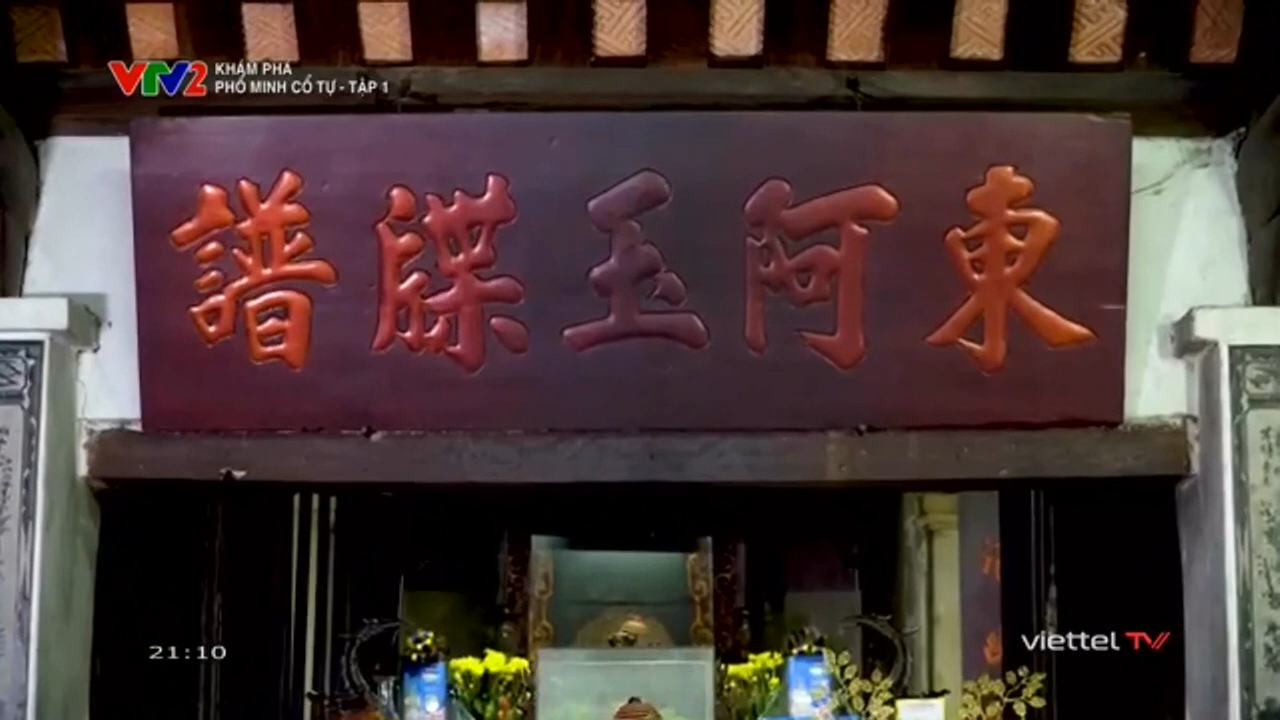 VTV2
KHÁM PHÁ
PHỔ MINH CỔ TỰ - TẬP 1
東阿玉牒譜
21:10
viettel TV